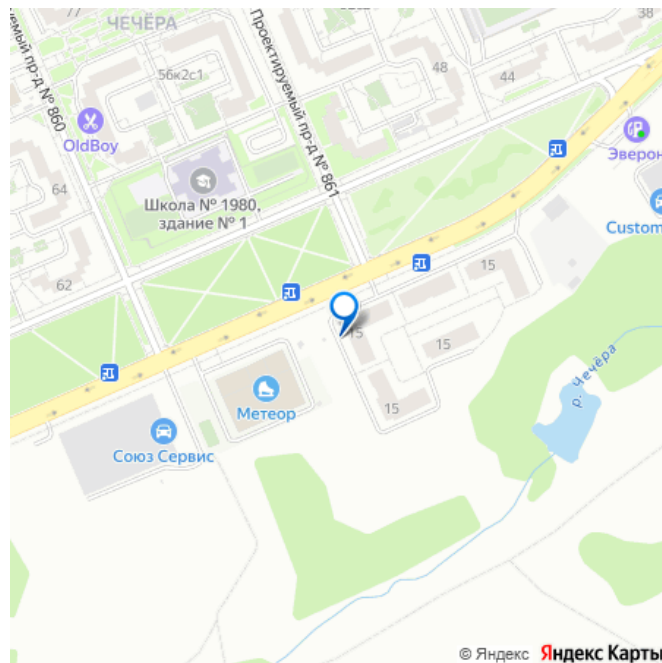 ЧЕЧЁРА
38
Проектируемый пр-д № 861
56к2с1
48
44
OldBoy
Эверон
64
Школа № 1980,
здание № 1
Custom
62
15
15
15
15
р. Чечёра
Метеор
Союз Сервис
© Яндекс Яндекс Карты